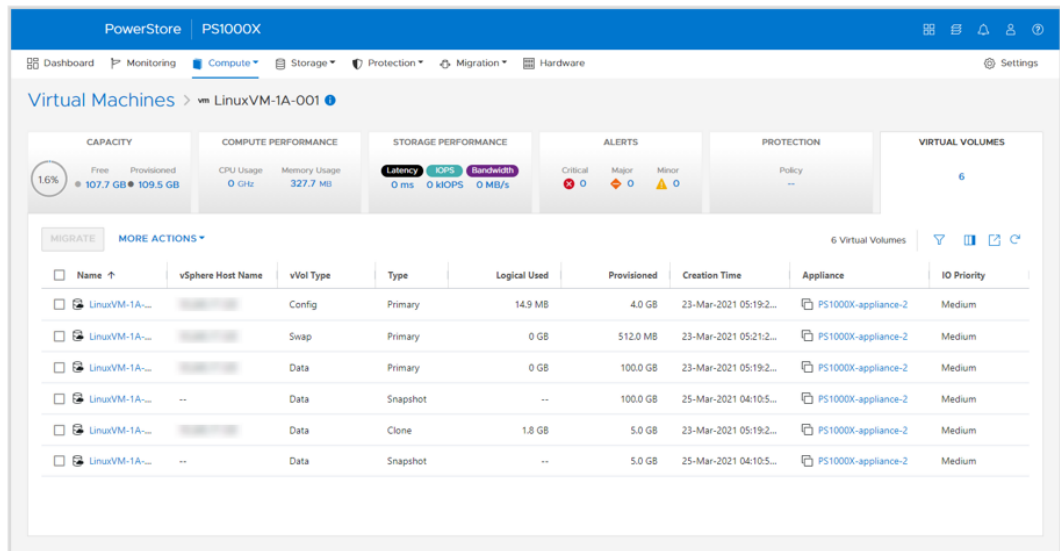 PowerStore PS1000X
Dashboard Monitoring Compute Storage Protection Migration Hardware Settings
Virtual Machines > vm LinuxVM-1A-001
CAPACITY COMPUTE PERFORMANCE STORAGE PERFORMANCE ALERTS PROTECTION VIRTUAL VOLUMES
1.6% Free Provisioned CPU Usage Memory Usage Latency IOPS Bandwidth Critical Major Minor Policy 6
107.7 GB 109.5 GB 0 GHz 327.7 MB 0 ms 0 kIOPS 0 MB/s 0 0 0 --
MIGRATE MORE ACTIONS 6 Virtual Volumes
Name ↑ vSphere Host Name vVol Type Type Logical Used Provisioned Creation Time Appliance IO Priority
LinuxVM-1A-... Config Primary 14.9 MB 4.0 GB 23-Mar-2021 05:19:2... PS1000X-appliance-2 Medium
LinuxVM-1A-... Swap Primary 0 GB 512.0 MB 23-Mar-2021 05:21:2... PS1000X-appliance-2 Medium
LinuxVM-1A-... Data Primary 0 GB 100.0 GB 23-Mar-2021 05:19:2... PS1000X-appliance-2 Medium
LinuxVM-1A-... -- Data Snapshot -- 100.0 GB 25-Mar-2021 04:10:5... PS1000X-appliance-2 Medium
LinuxVM-1A-... Data Clone 1.8 GB 5.0 GB 23-Mar-2021 05:19:2... PS1000X-appliance-2 Medium
LinuxVM-1A-... -- Data Snapshot -- 5.0 GB 25-Mar-2021 04:10:5... PS1000X-appliance-2 Medium